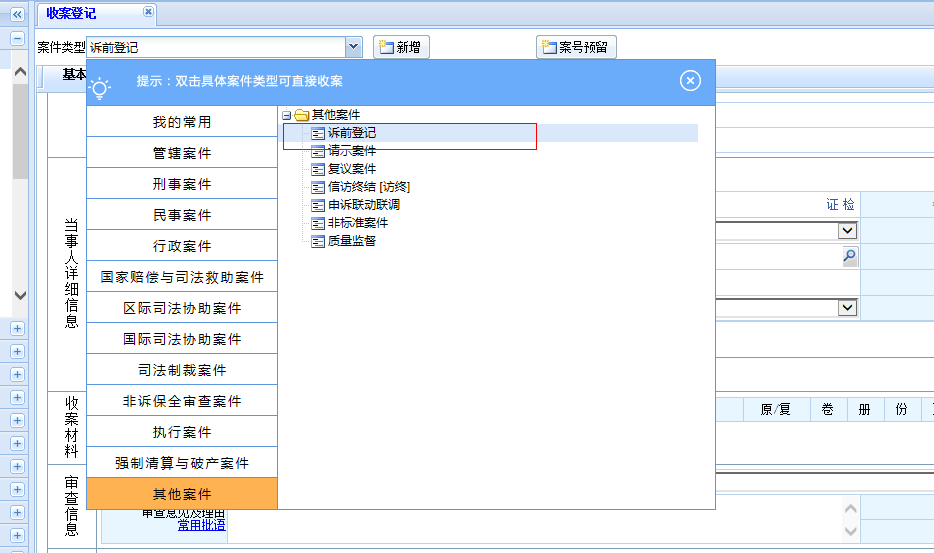 收案登记
案件类型 诉前登记 新增 案号预留
基本
提示：双击具体案件类型可直接收案
我的常用
管辖案件
刑事案件
民事案件
行政案件
国家赔偿与司法救助案件
区际司法协助案件
国际司法协助案件
司法制裁案件
非诉保全审查案件
执行案件
强制清算与破产案件
其他案件
其他案件
诉前登记
请示案件
复议案件
信访终结 [访终]
申诉联动联调
非标准案件
质量监督
当事人详细信息
证 检
收案材料
原/复 卷 册 份
审查信息
审查意见及理由
常用批语